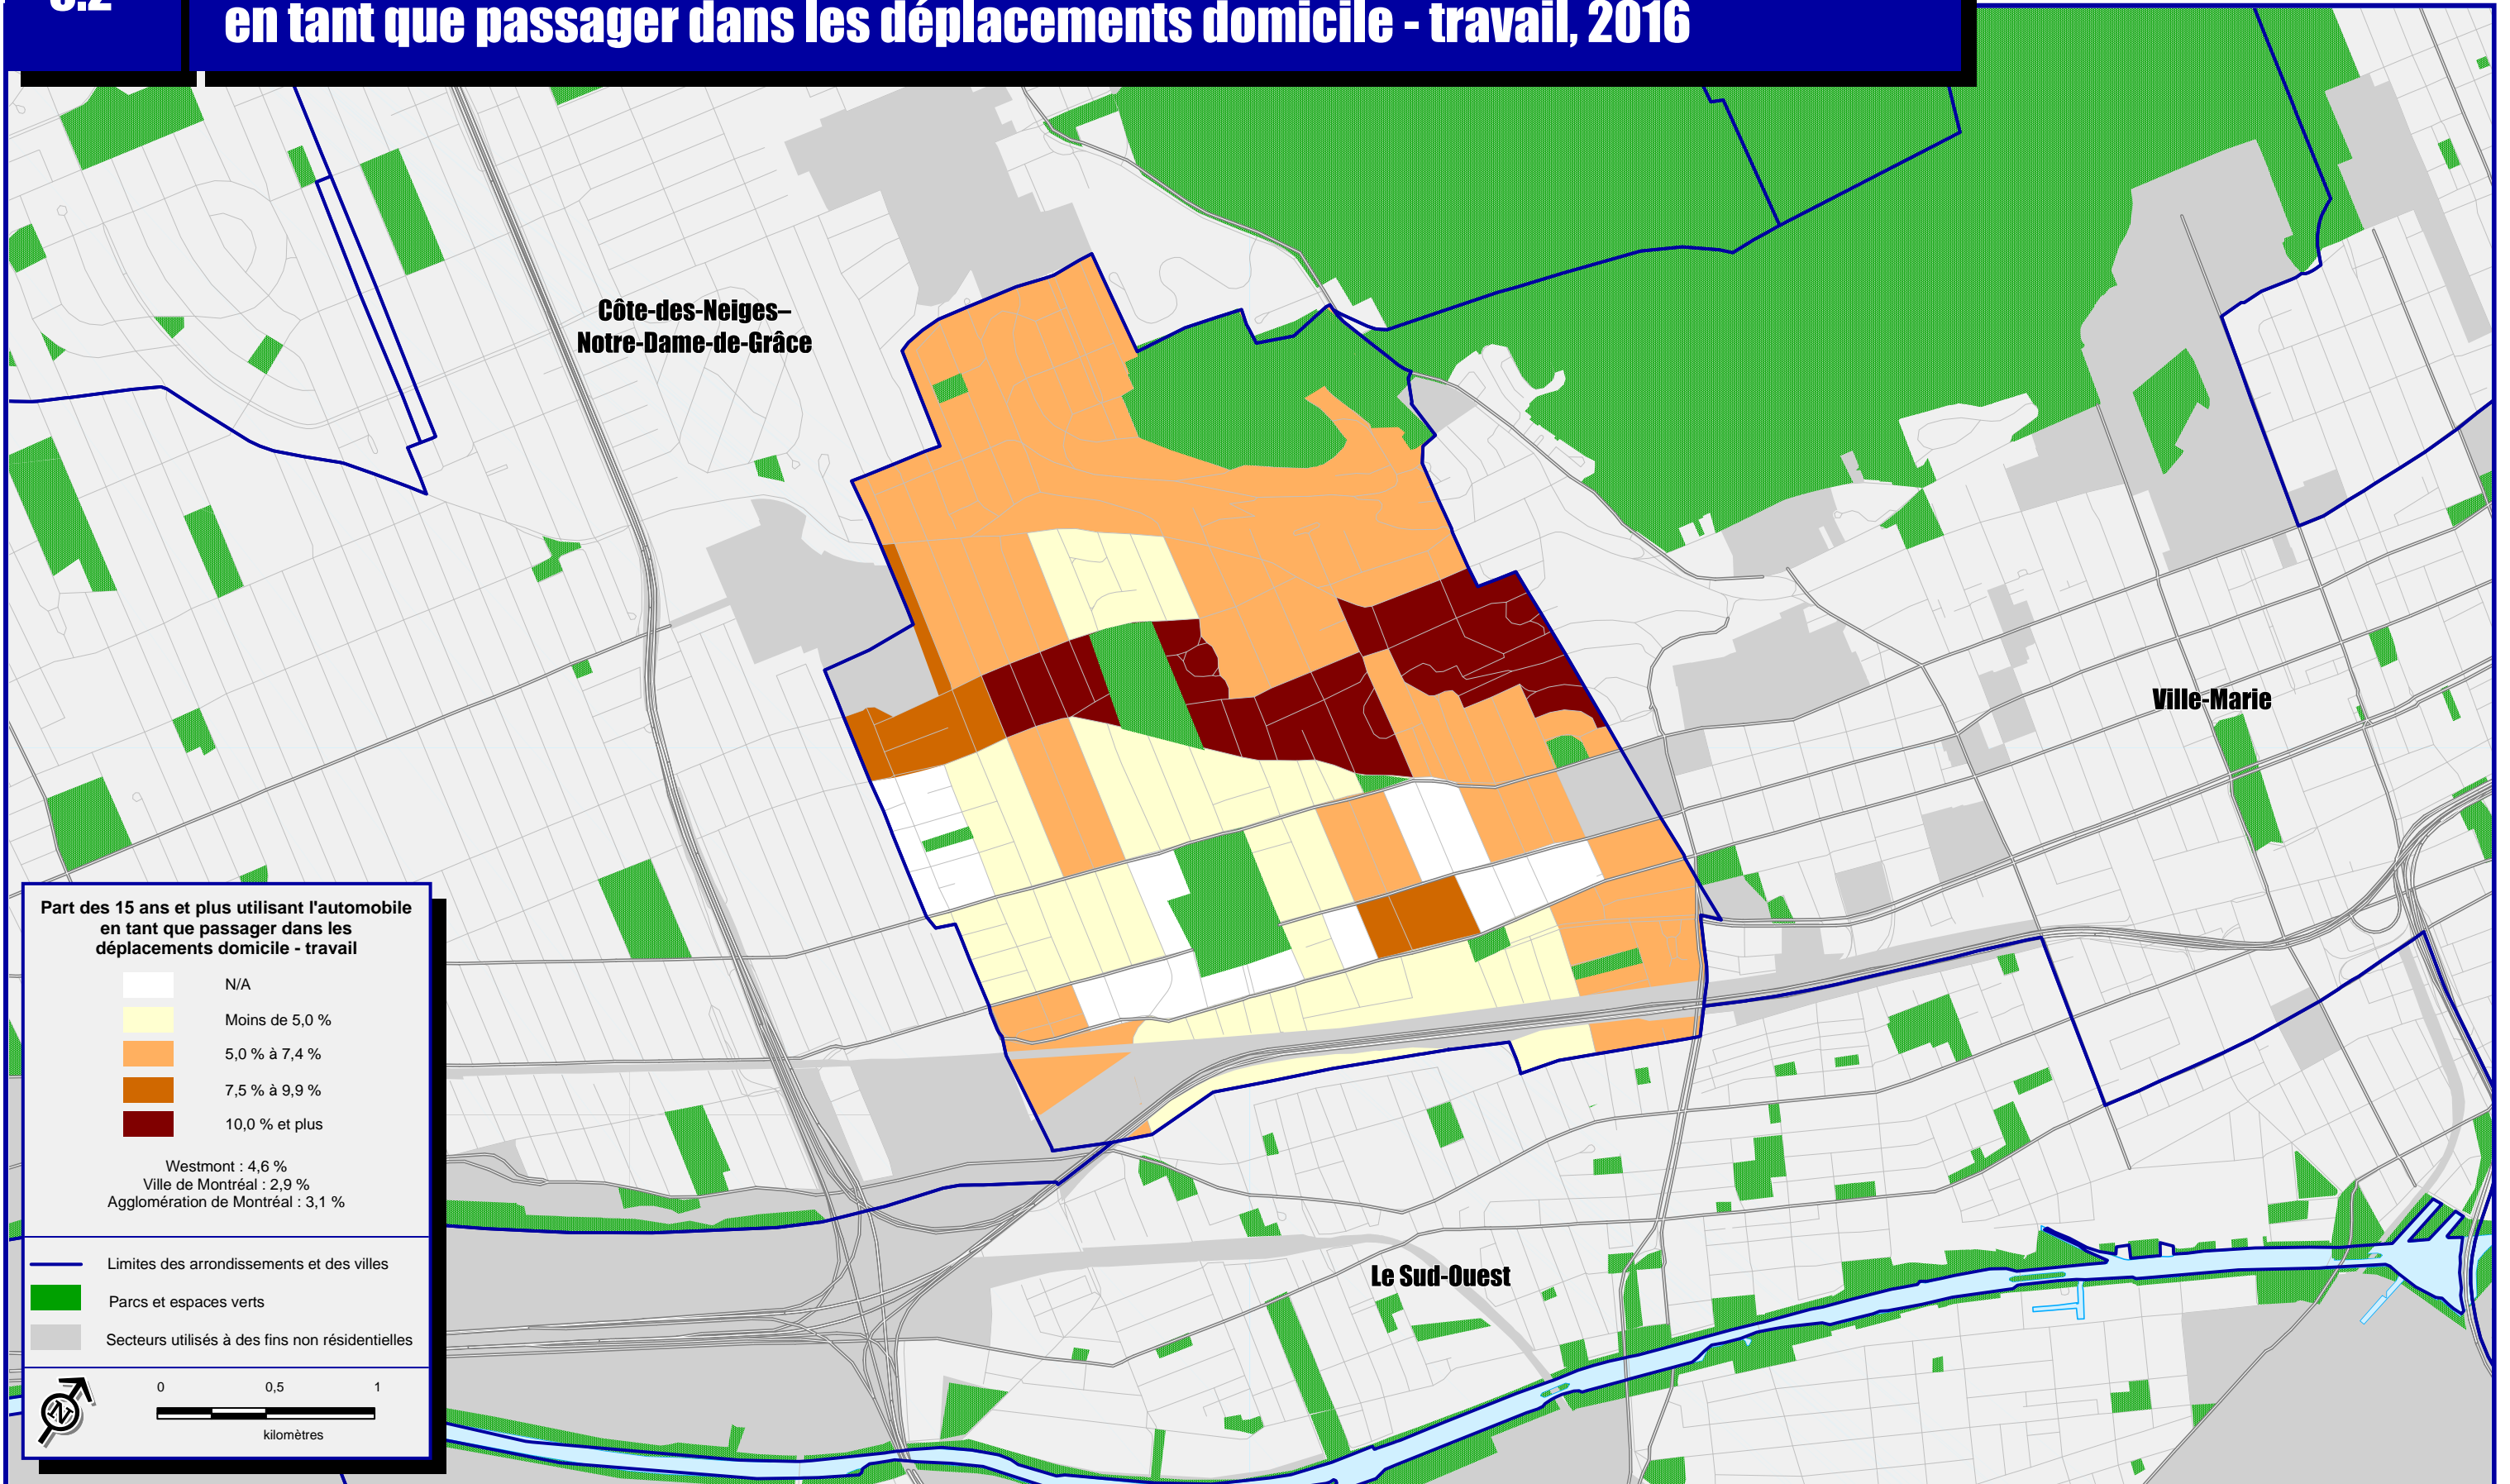 en tant que passager dans les déplacements domicile - travail, 2016
Côte-des-Neiges–
Notre-Dame-de-Grâce
Ville-Marie
Le Sud-Ouest
Part des 15 ans et plus utilisant l'automobile
en tant que passager dans les
déplacements domicile - travail
N/A
Moins de 5,0 %
5,0 % à 7,4 %
7,5 % à 9,9 %
10,0 % et plus
Westmont : 4,6 %
Ville de Montréal : 2,9 %
Agglomération de Montréal : 3,1 %
Limites des arrondissements et des villes
Parcs et espaces verts
Secteurs utilisés à des fins non résidentielles
N
0 0,5 1
kilomètres